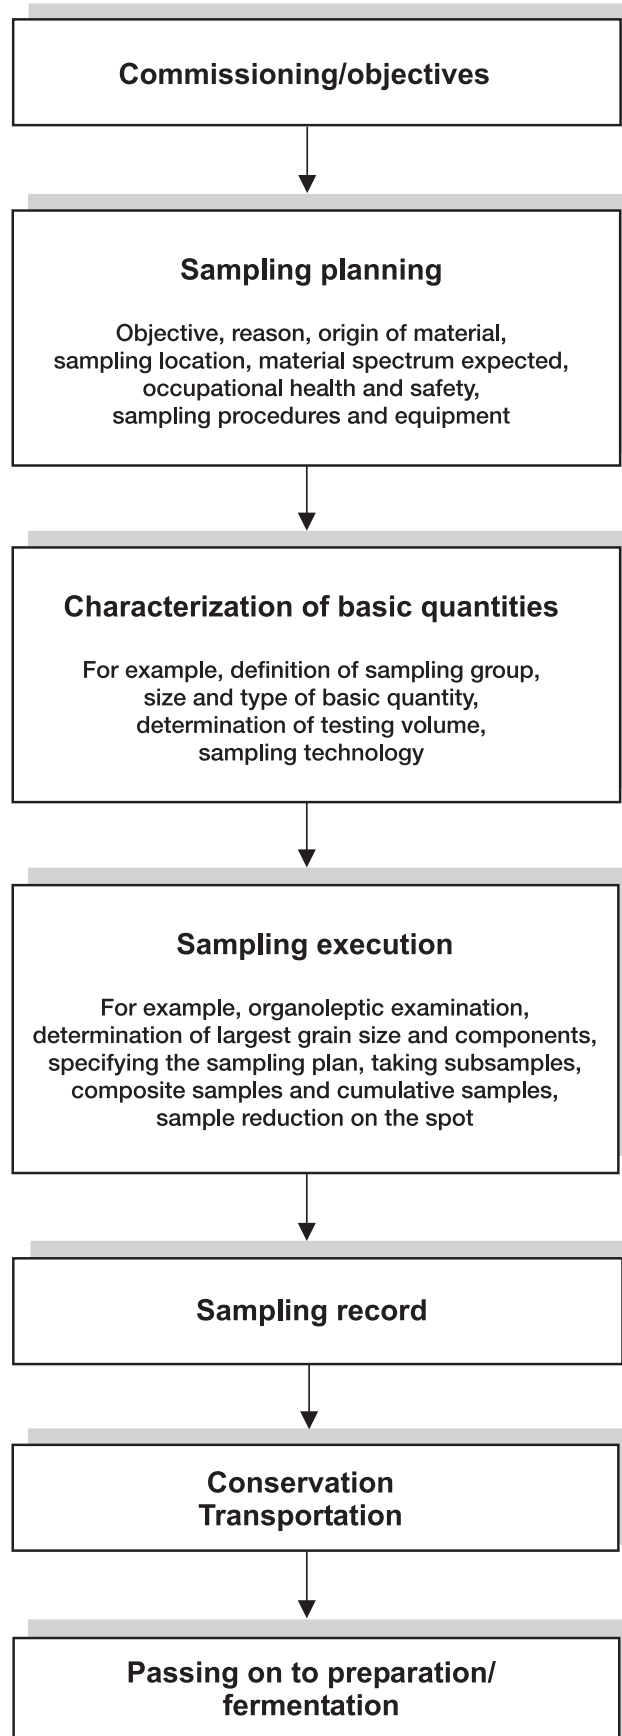 Commissioning/objectives
Sampling planning
Objective, reason, origin of material,
sampling location, material spectrum expected,
occupational health and safety,
sampling procedures and equipment
Characterization of basic quantities
For example, definition of sampling group,
size and type of basic quantity,
determination of testing volume,
sampling technology
Sampling execution
For example, organoleptic examination,
determination of largest grain size and components,
specifying the sampling plan, taking subsamples,
composite samples and cumulative samples,
sample reduction on the spot
Sampling record
Conservation
Transportation
Passing on to preparation/
fermentation